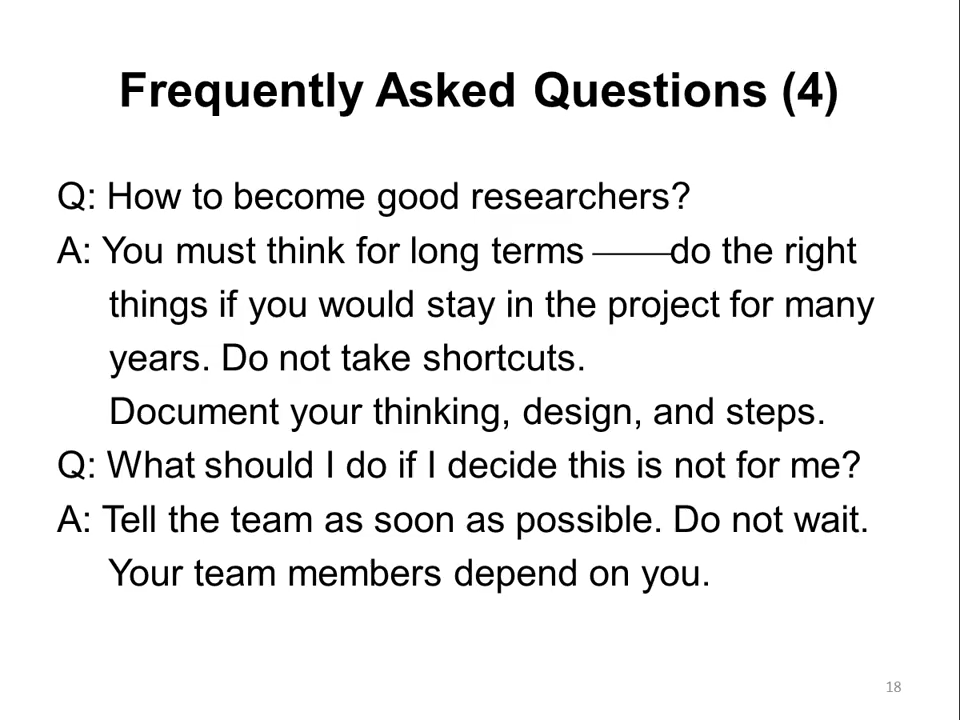 Frequently Asked Questions (4)
Q: How to become good researchers?
A: You must think for long terms ——do the right
things if you would stay in the project for many
years. Do not take shortcuts.
Document your thinking, design, and steps.
Q: What should I do if I decide this is not for me?
A: Tell the team as soon as possible. Do not wait.
Your team members depend on you.
18